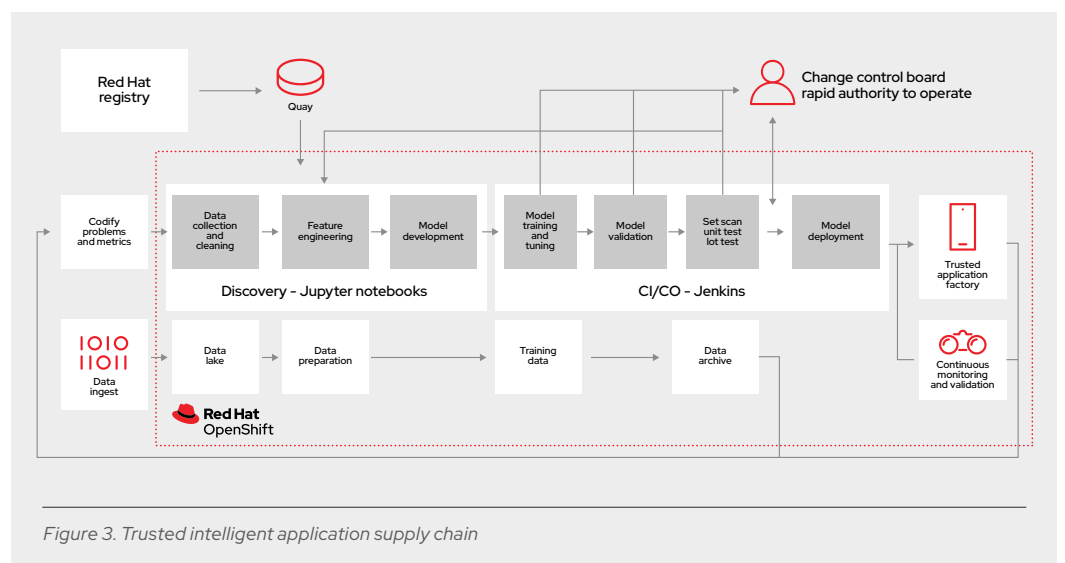 Red Hat
registry
Quay
Change control board
rapid authority to operate
Codify
problems
and metrics
Data
collection
and
cleaning
Feature
engineering
Model
development
Model
training
and
tuning
Model
validation
Set scan
unit test
lot test
Model
deployment
Trusted
application
factory
Discovery - Jupyter notebooks
CI/CO - Jenkins
IOIO
IIOII
Data
ingest
Data
lake
Data
preparation
Training
data
Data
archive
Continuous
monitoring
and validation
Red Hat
OpenShift
Figure 3. Trusted intelligent application supply chain